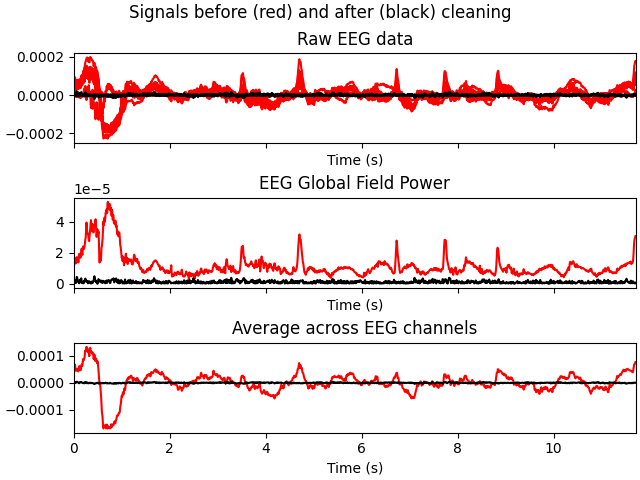 Signals before (red) and after (black) cleaning
Raw EEG data
0.0002
0.0000
−0.0002
Time (s)
EEG Global Field Power
1e−5
4
2
0
Time (s)
Average across EEG channels
0.0001
0.0000
−0.0001
0 2 4 6 8 10
Time (s)